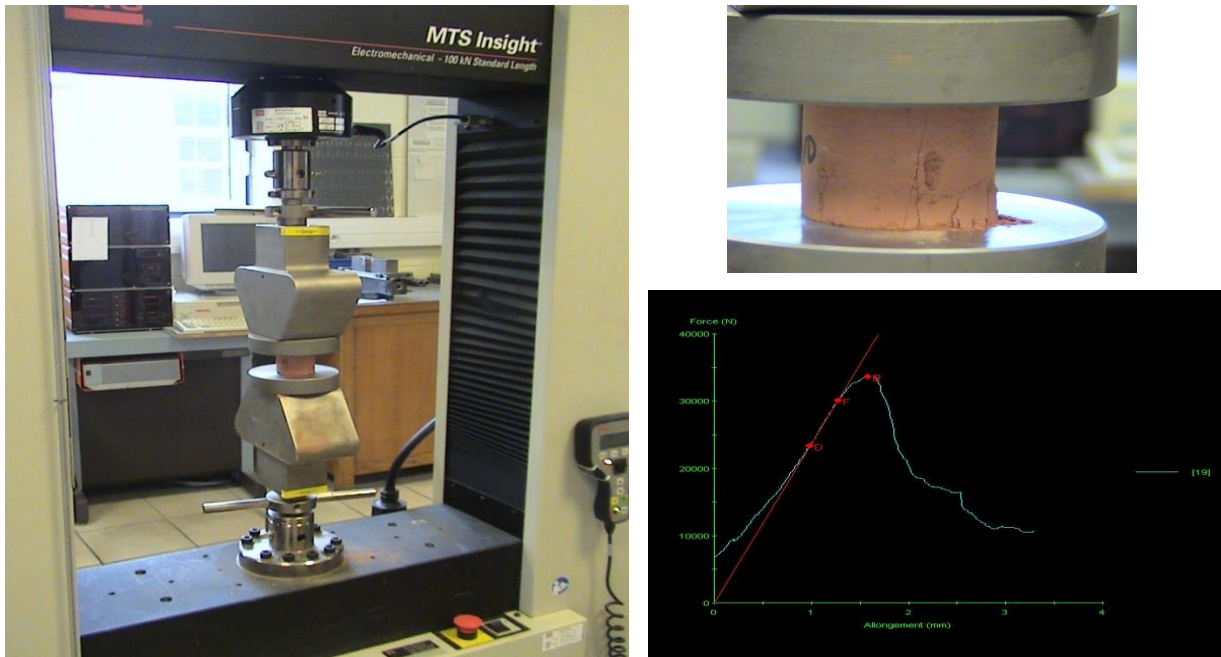 MTS
MTS Insight
Electromechanical - 100 kN Standard Length
Force (N)
40000
30000
20000
10000
0
0
1
2
3
4
Allongement (mm)
D
F
R
[19]